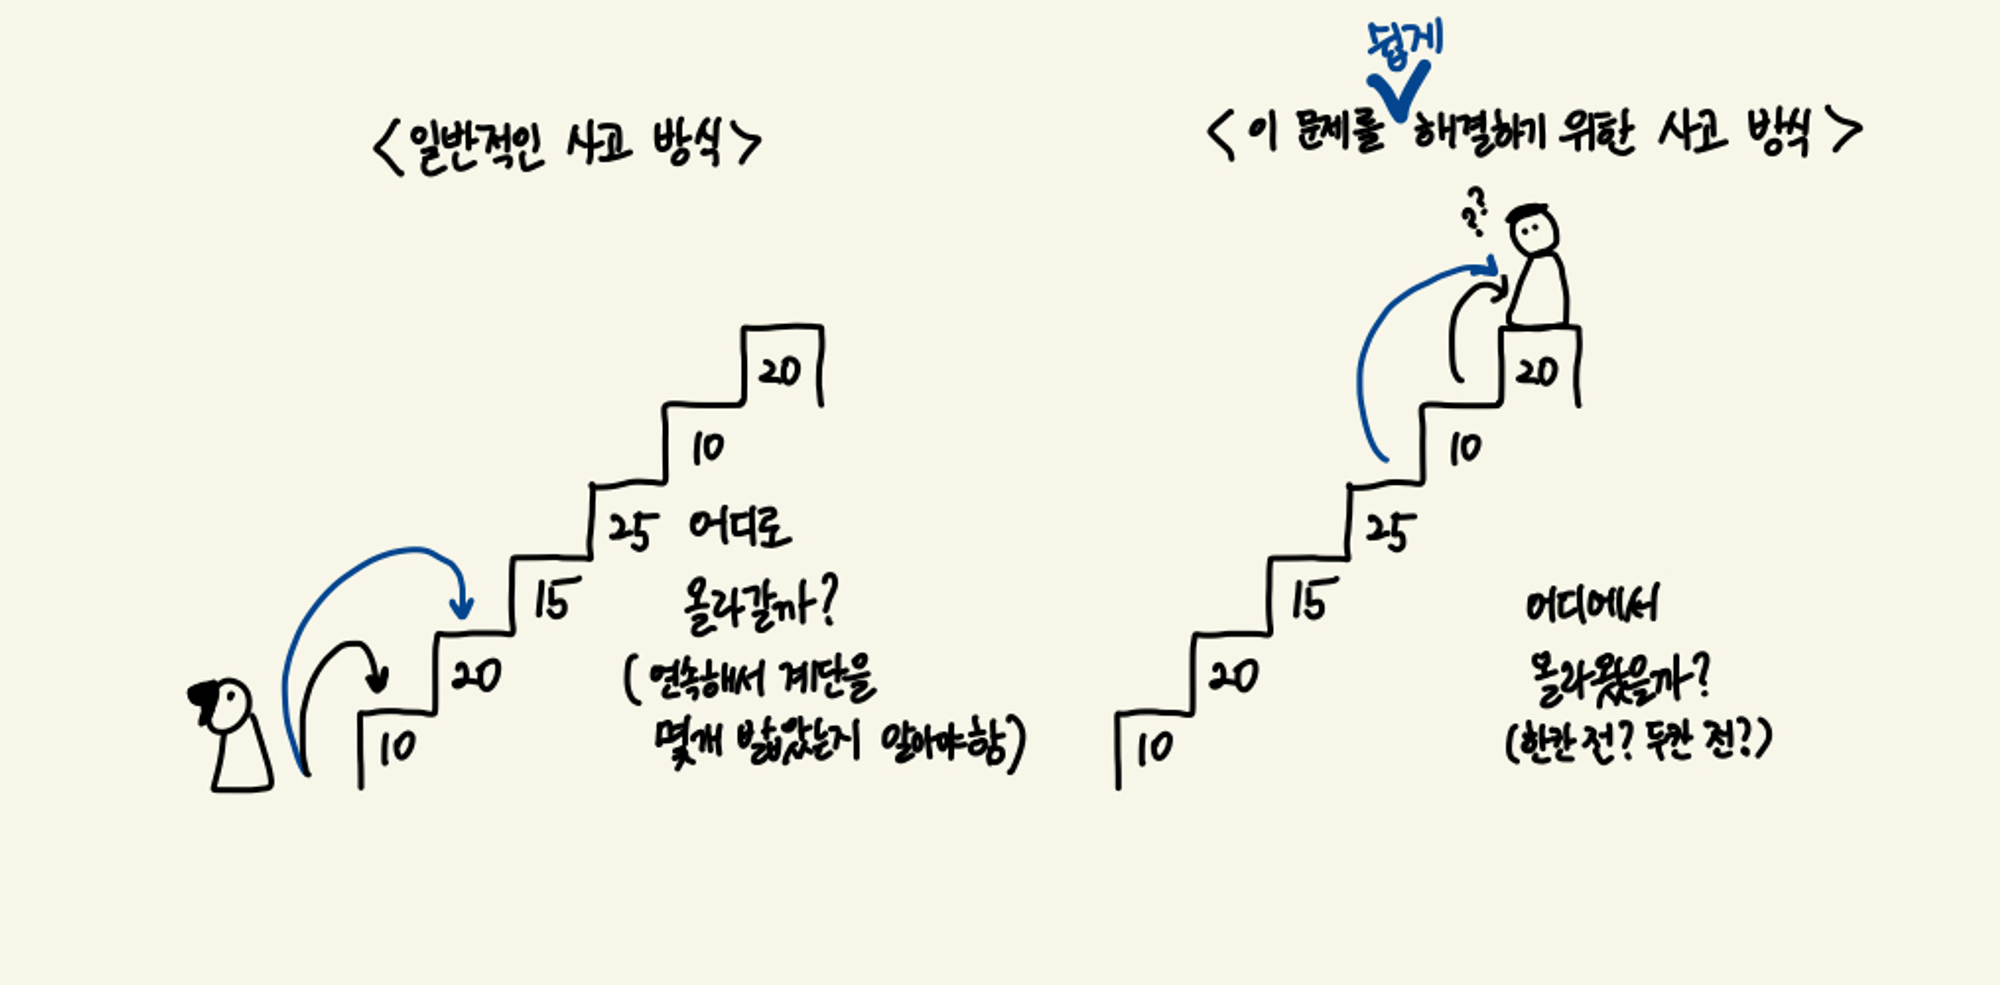 <일반적인 사고 방식>
20
10
25
어디로
15
올라갈까?
20
(연속해서 계단을
10
몇개 밟았는지 알아야함)
쉽게
<이 문제를 해결하기 위한 사고 방식>
??
20
10
25
15
어디에서
20
올라왔을까?
10
(한칸 전? 두칸 전?)